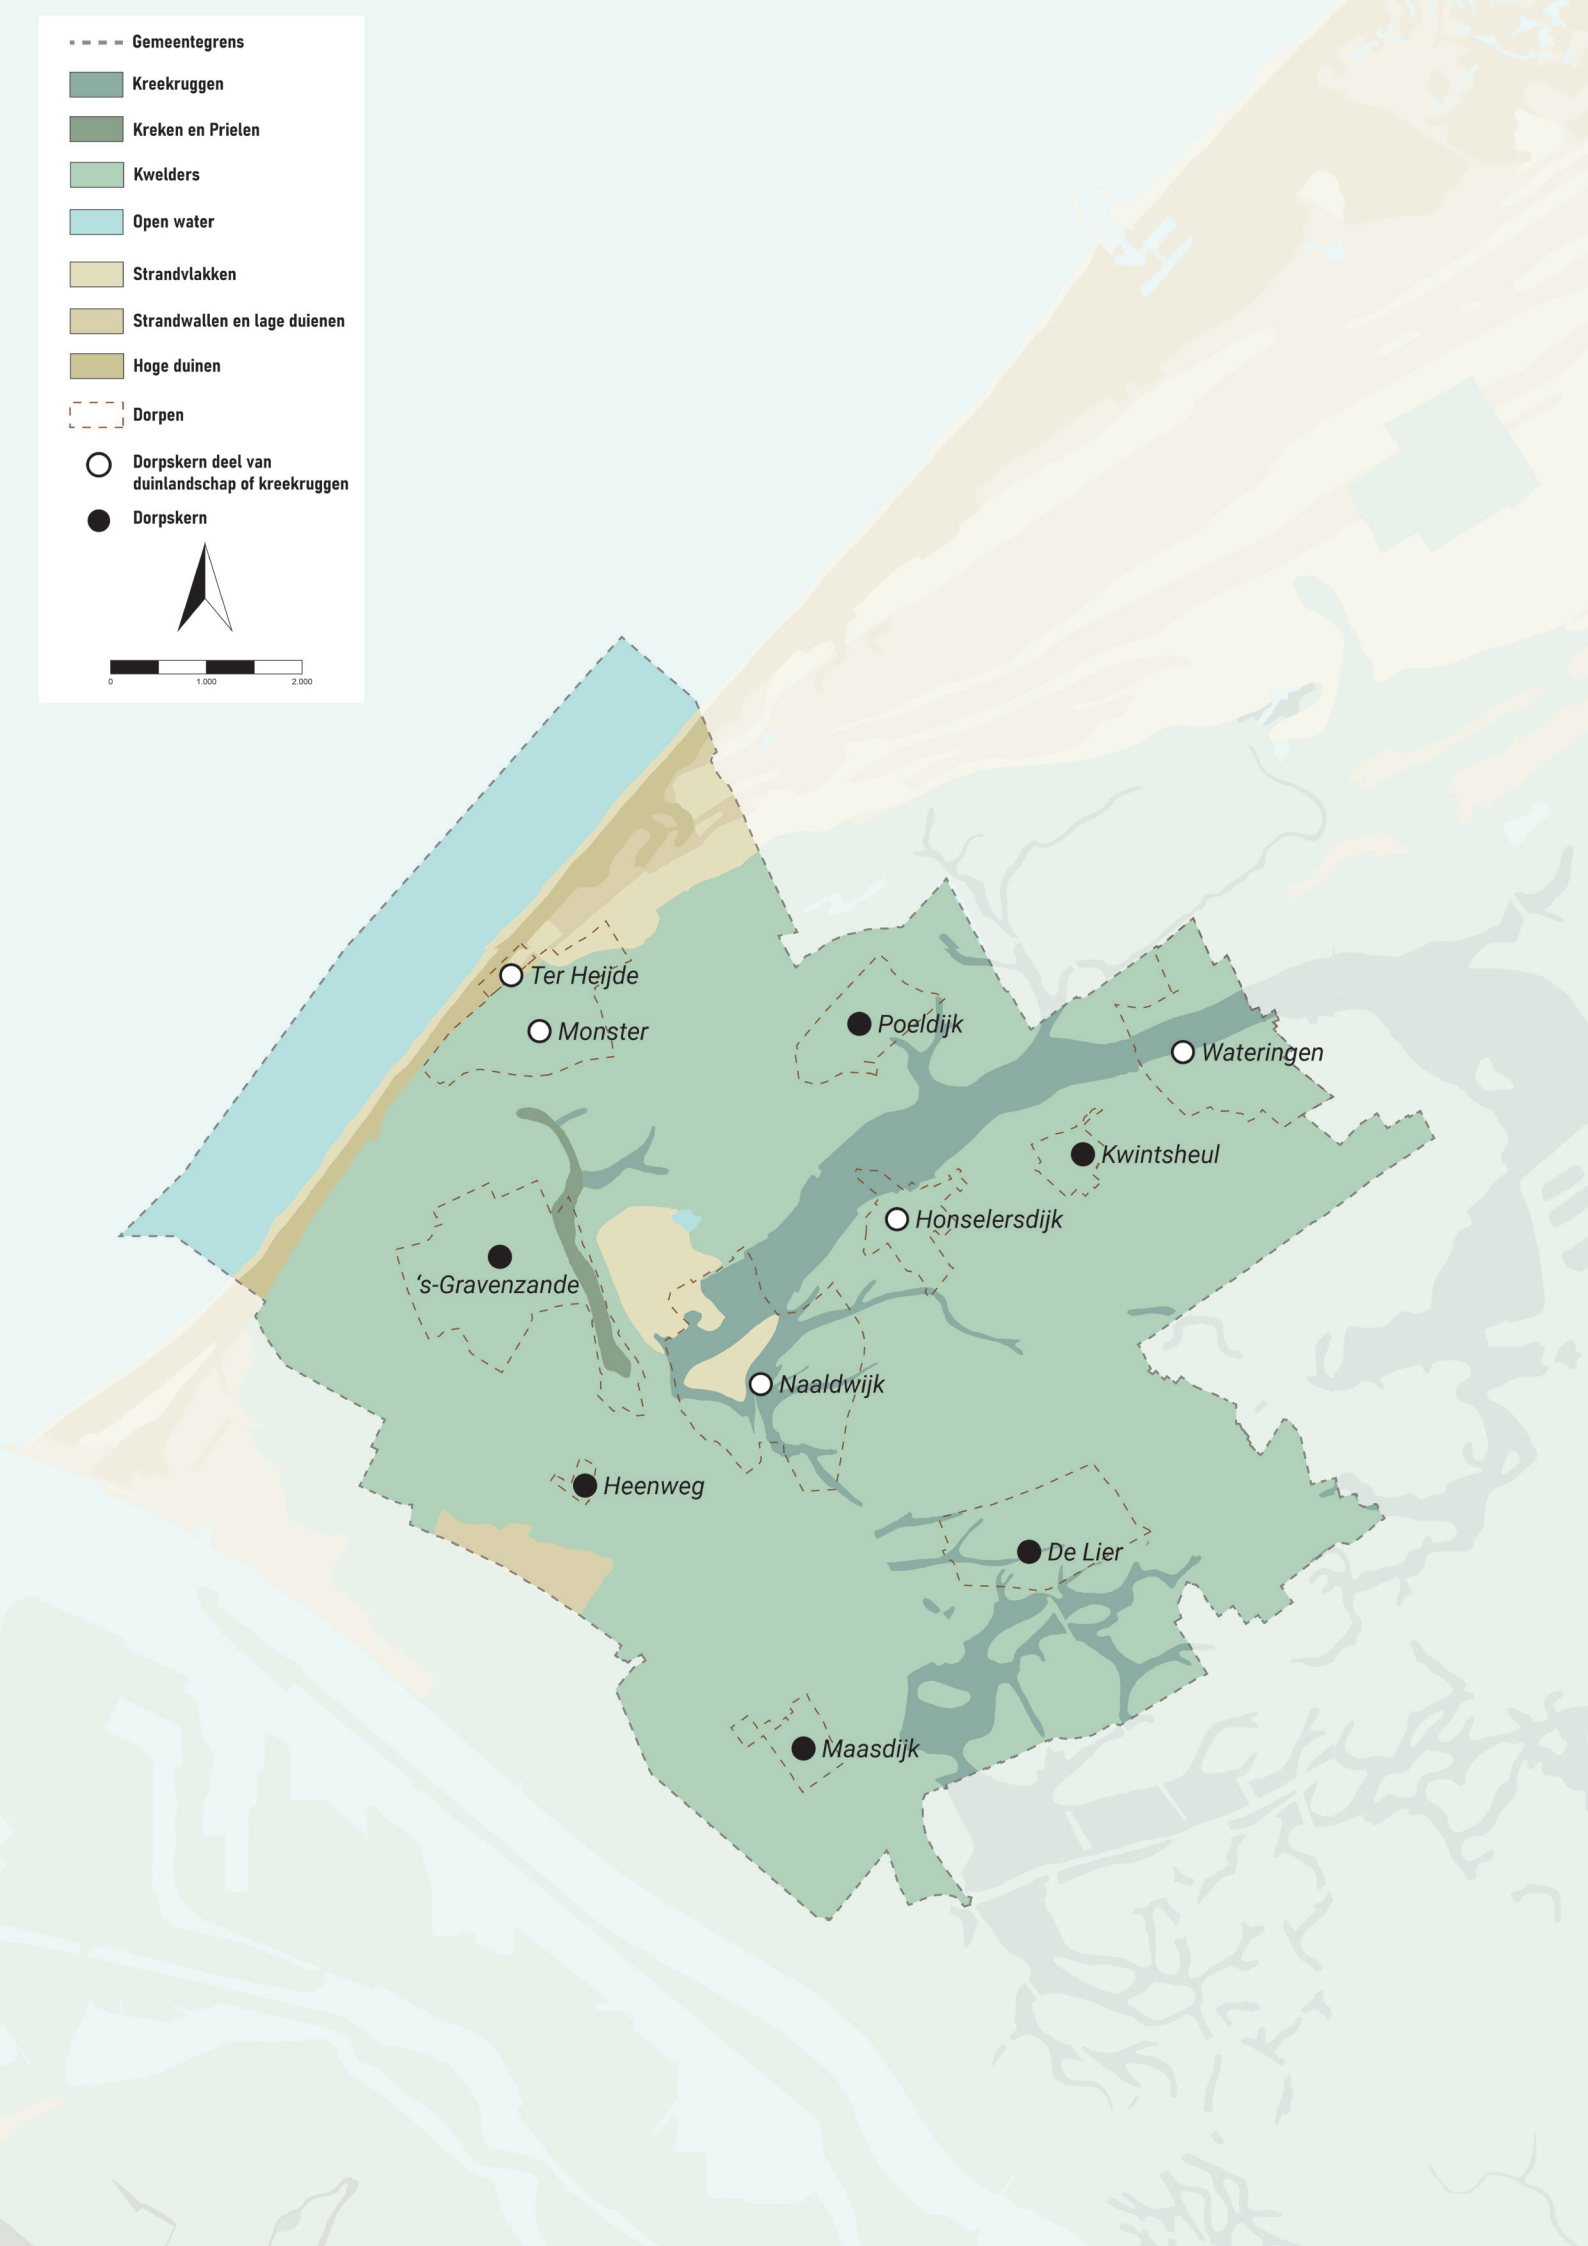 Gemeentegrens
Kreekruggen
Kreken en Prielen
Kwelders
Open water
Strandvlakken
Strandwallen en lage duienen
Hoge duinen
Dorpen
Dorpskern deel van
duinlandschap of kreekruggen
Dorpskern
0 1.000 2.000
Ter Heijde
Monster
Poeldijk
Wateringen
Kwintsheul
Honselersdijk
's-Gravenzande
Naaldwijk
Heenweg
De Lier
Maasdijk